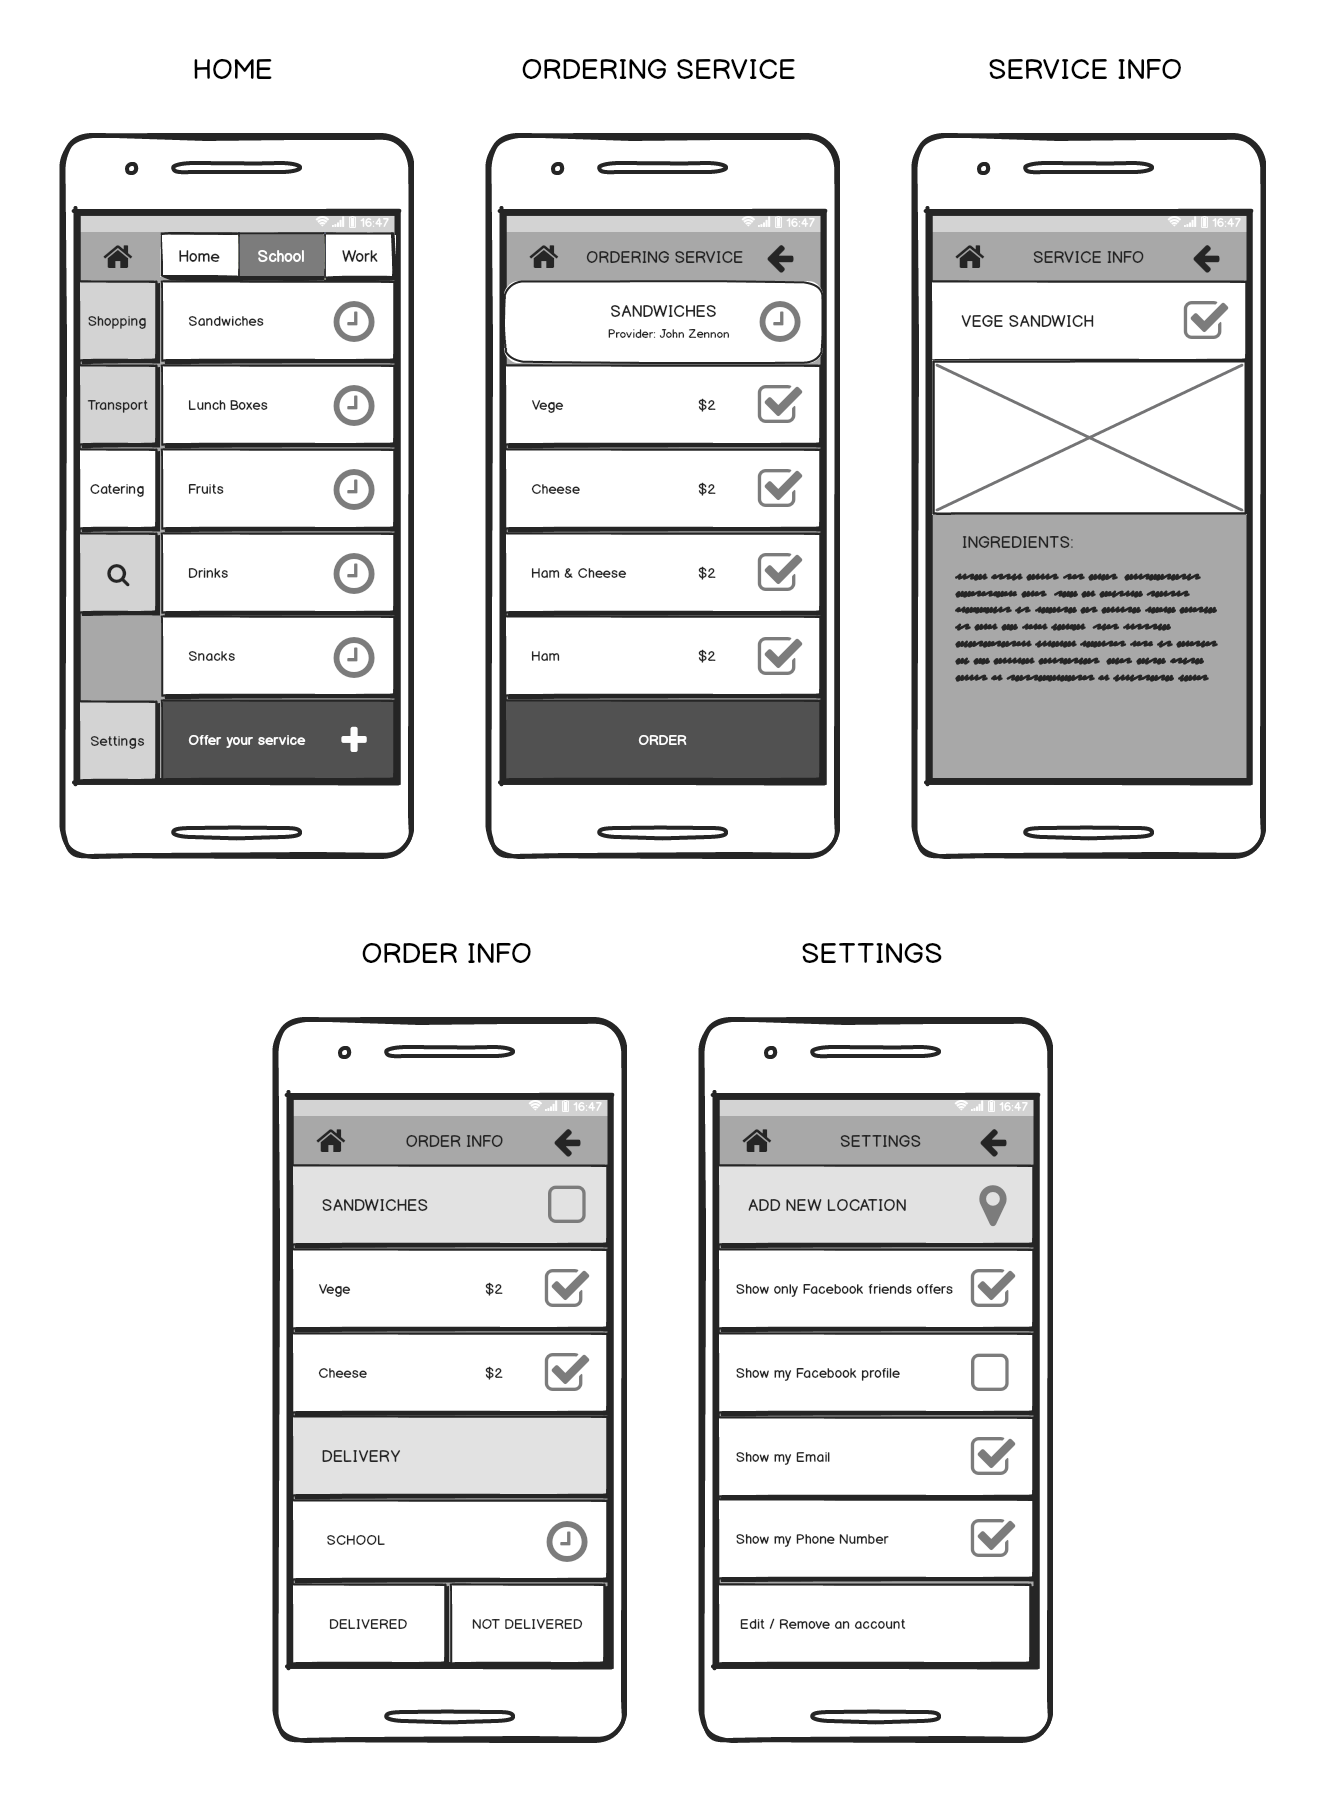 HOME
ORDERING SERVICE
SERVICE INFO
16:47
Home
School
Work
Shopping
Sandwiches
Transport
Lunch Boxes
Catering
Fruits
Drinks
Snacks
Settings
Offer your service
16:47
ORDERING SERVICE
SANDWICHES
Provider: John Zennon
Vege $2
Cheese $2
Ham & Cheese $2
Ham $2
ORDER
16:47
SERVICE INFO
VEGE SANDWICH
INGREDIENTS:
ORDER INFO
SETTINGS
16:47
ORDER INFO
SANDWICHES
Vege $2
Cheese $2
DELIVERY
SCHOOL
DELIVERED
NOT DELIVERED
16:47
SETTINGS
ADD NEW LOCATION
Show only Facebook friends offers
Show my Facebook profile
Show my Email
Show my Phone Number
Edit / Remove an account